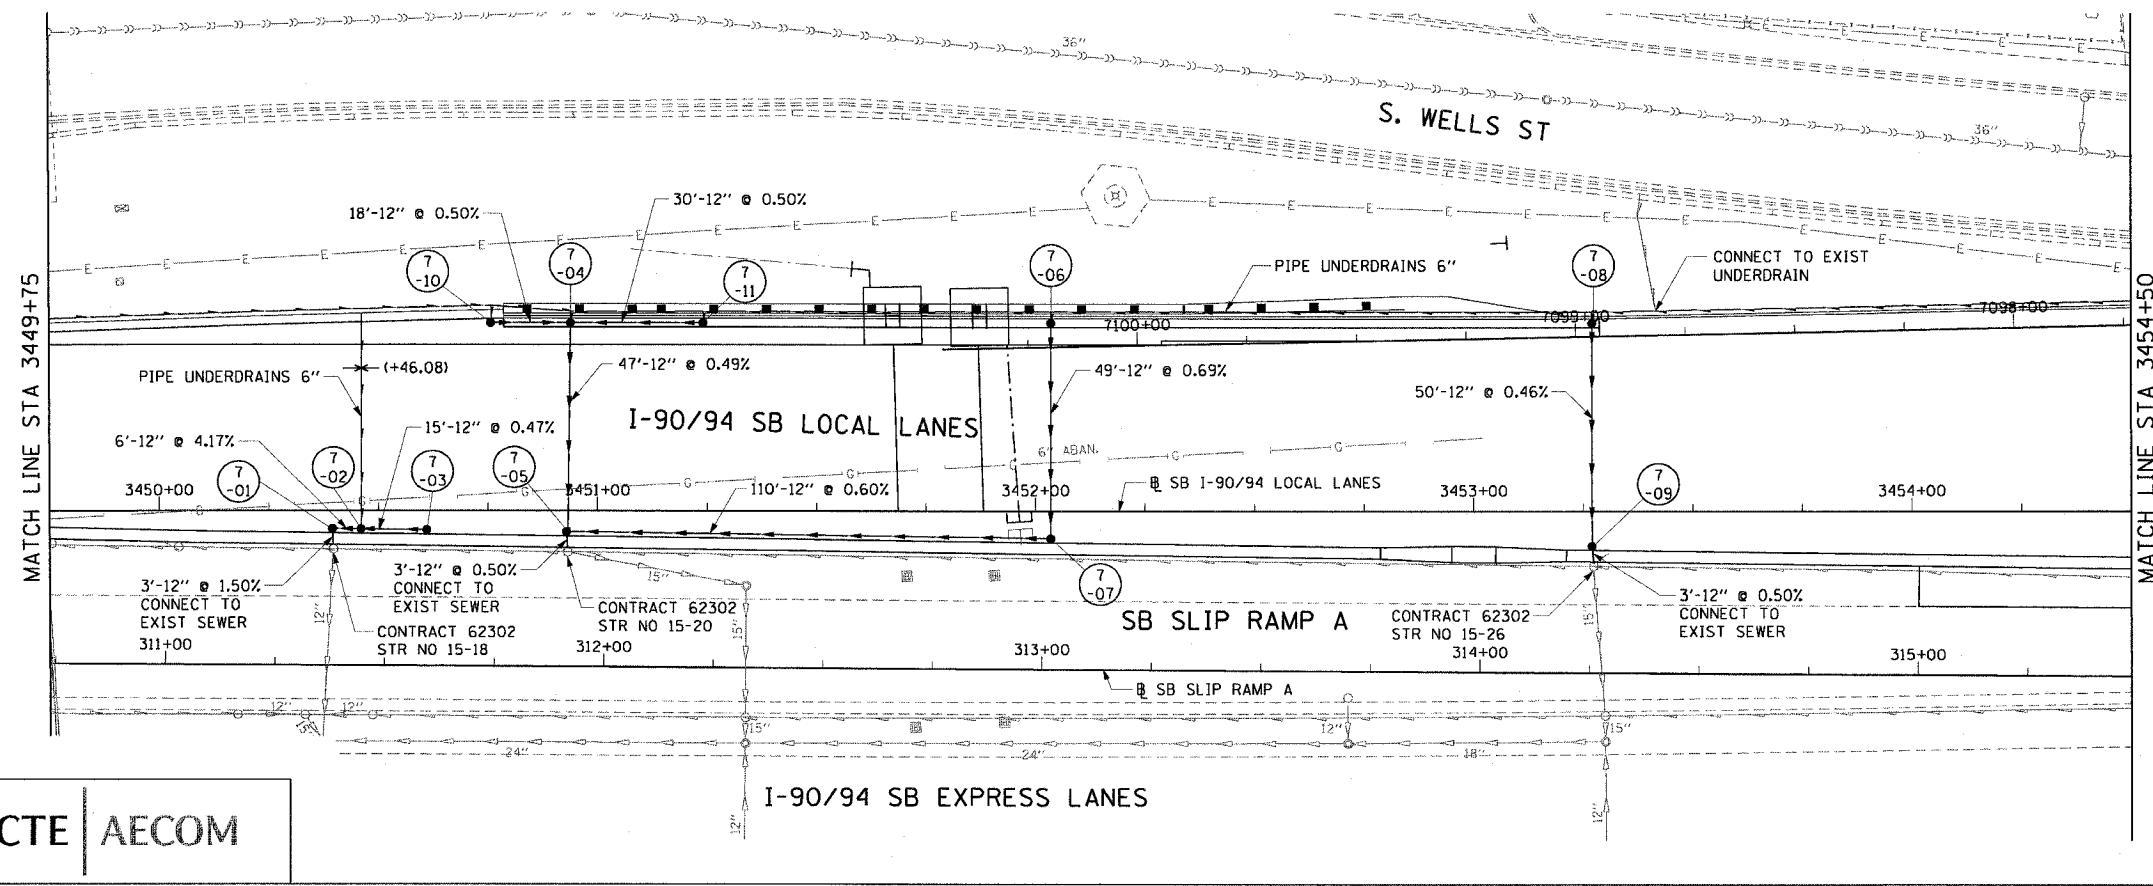 36"
S. WELLS ST
36"
18'-12" @ 0.50%
30'-12" @ 0.50%
E E E E E E E E E E E E
7
-10
7
-04
7
-11
7
-06
PIPE UNDERDRAINS 6"
7
-08
CONNECT TO EXIST
UNDERDRAIN
7100+00
7099+00
7098+00
MATCH LINE STA 3449+75
MATCH LINE STA 3454+50
PIPE UNDERDRAINS 6"
(+46.08)
47'-12" @ 0.49%
49'-12" @ 0.69%
50'-12" @ 0.46%
6'-12" @ 4.17%
15'-12" @ 0.47%
I-90/94 SB LOCAL LANES
6" ABAN.
G G G G G G G
7
-01
7
-02
7
-03
7
-05
7
-09
3450+00
3451+00
110'-12" @ 0.60%
3452+00
℄ SB I-90/94 LOCAL LANES
3453+00
3454+00
3'-12" @ 1.50%
CONNECT TO
EXIST SEWER
3'-12" @ 0.50%
CONNECT TO
EXIST SEWER
15"
7
-07
12"
CONTRACT 62302
STR NO 15-18
CONTRACT 62302
STR NO 15-20
15"
SB SLIP RAMP A
CONTRACT 62302
STR NO 15-26
15"
3'-12" @ 0.50%
CONNECT TO
EXIST SEWER
311+00
312+00
313+00
314+00
315+00
℄ SB SLIP RAMP A
12"
12"
15"
12"
15"
24"
24"
18"
I-90/94 SB EXPRESS LANES
12"
12"
CTE AECOM